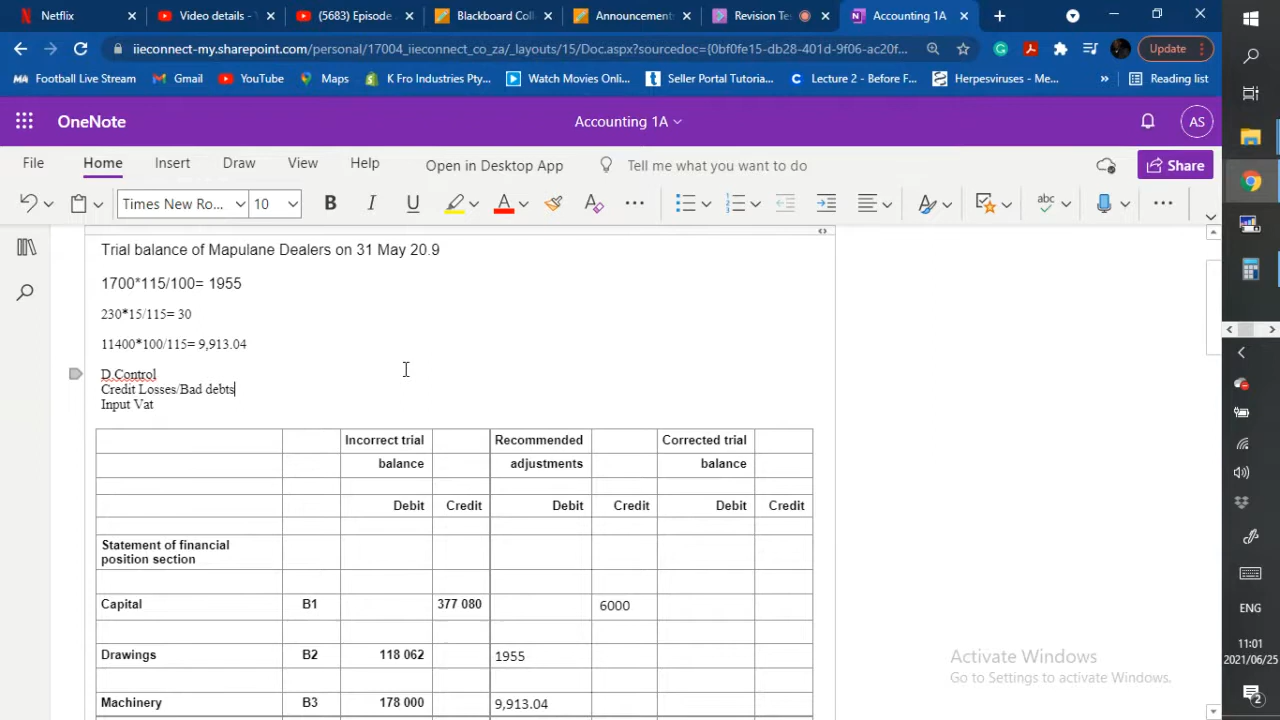 Netflix
Video details - Y
(5683) Episode
Blackboard Coll
Announcement
Revision Te
Accounting 1A
iieconnect-my.sharepoint.com/personal/17004_iieconnect_co_za/_layouts/15/Doc.aspx?sourcedoc={0bf0fe15-db28-401d-9f06-ac20f...
Update
Football Live Stream
Gmail
YouTube
Maps
K Fro Industries Pty...
Watch Movies Onli...
Seller Portal Tutoria...
Lecture 2 - Before F...
Herpesviruses - Me...
»
Reading list
OneNote
Accounting 1A
AS
File
Home
Insert
Draw
View
Help
Open in Desktop App
Tell me what you want to do
Share
Times New Ro...
10
B
I
U
A
abc
Trial balance of Mapulane Dealers on 31 May 20.9
1700*115/100= 1955
230*15/115= 30
11400*100/115= 9,913.04
D.Control
Credit Losses/Bad debts
Input Vat
Incorrect trial Recommended Corrected trial
balance adjustments balance
Debit Credit Debit Credit Debit Credit
Statement of financial
position section
Capital B1 377 080 6000
Drawings B2 118 062 1955
Machinery B3 178 000 9,913.04
Activate Windows
Go to Settings to activate Windows.
ENG
11:01
2021/06/25
2